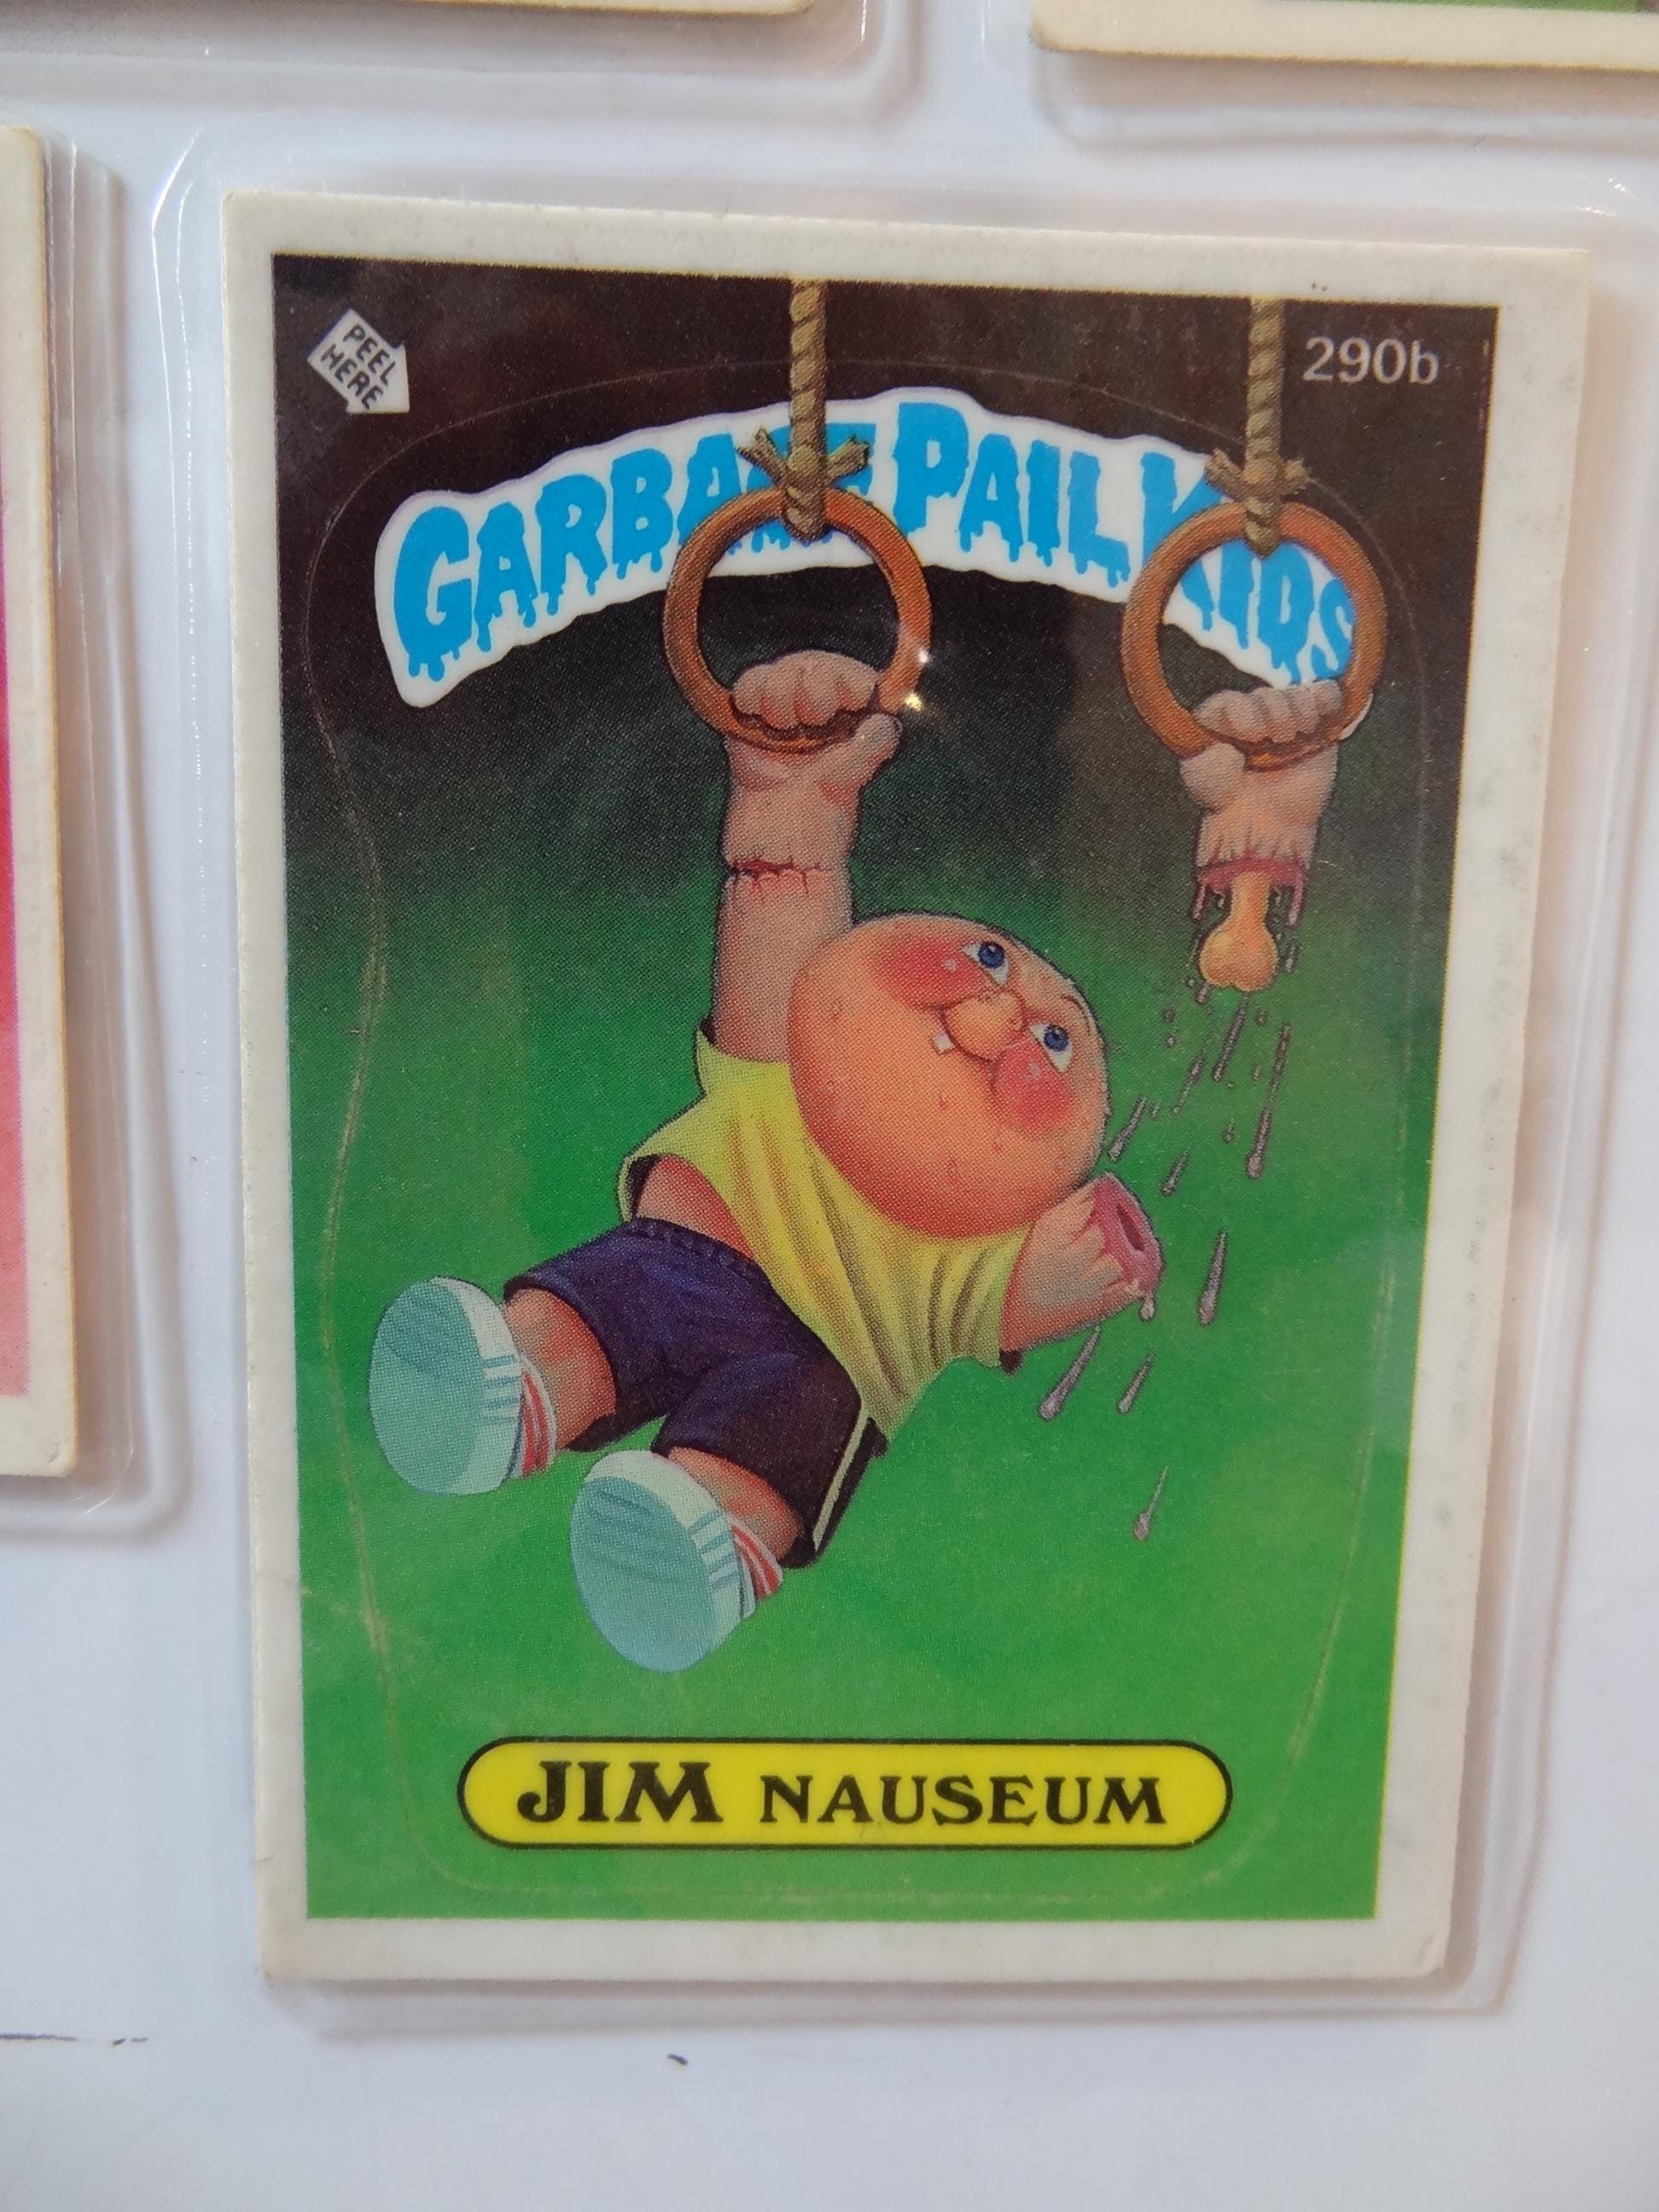 PEEL
HERE
290b
GARBAGE PAIL KIDS
JIM NAUSEUM